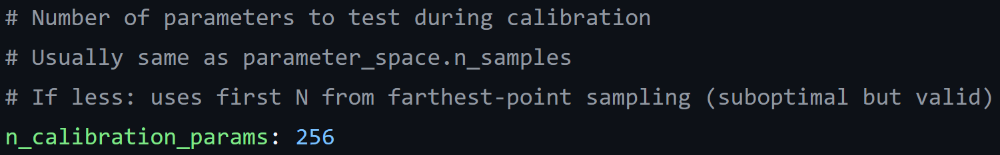 # Number of parameters to test during calibration
# Usually same as parameter_space.n_samples
# If less: uses first N from farthest-point sampling (suboptimal but valid)
n_calibration_params: 256